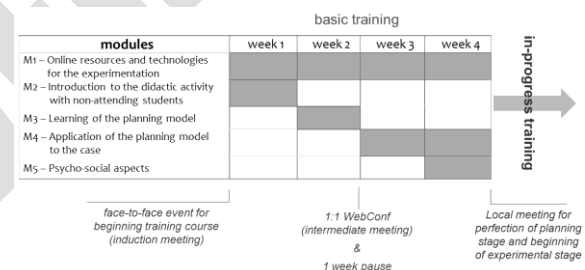 basic training
modules week 1 week 2 week 3 week 4
M1 – Online resources and technologies
for the experimentation
M2 – Introduction to the didactic activity
with non-attending students
M3 – Learning of the planning model
M4 – Application of the planning model
to the case
M5 – Psycho-social aspects
in-progress training
face-to-face event for
beginning training course
(induction meeting)
1:1 WebConf
(intermediate meeting)
&
1 week pause
Local meeting for
perfection of planning
stage and beginning
of experimental stage